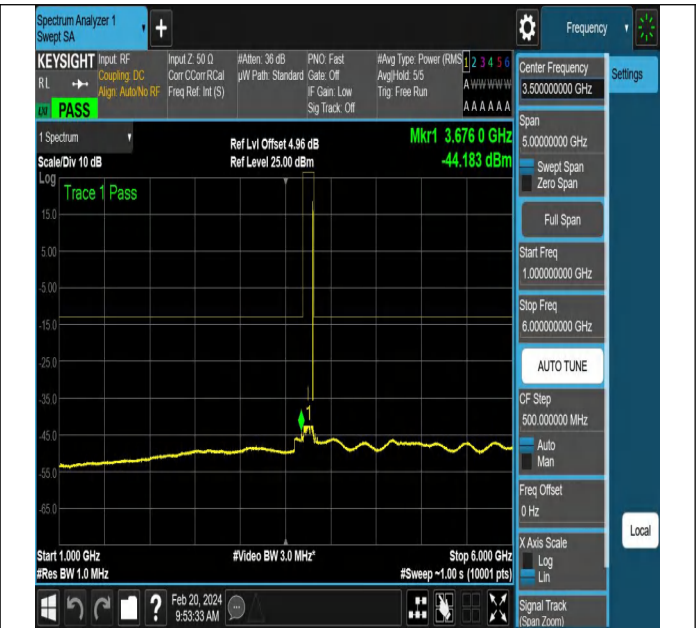 Spectrum Analyzer 1
Swept SA
+
Frequency
KEYSIGHT
RL
PASS
Input: RF
Coupling: DC
Align: Auto/No RF
Input Z: 50 Ω
Corr CCorr RCal
Freq Ref: Int (S)
#Atten: 36 dB
µW Path: Standard
PNO: Fast
Gate: Off
IF Gain: Low
Sig Track: Off
#Avg Type: Power (RMS
Avg|Hold: 5/5
Trig: Free Run
1 2 3 4 5 6
A W W W W W
A A A A A A
1 Spectrum
Scale/Div 10 dB
Ref Lvl Offset 4.96 dB
Ref Level 25.00 dBm
Mkr1 3.676 0 GHz
-44.183 dBm
Log
Trace 1 Pass
15.0
5.00
-5.00
-15.0
-25.0
-35.0
-45.0
-55.0
-65.0
1
Start 1.000 GHz
#Res BW 1.0 MHz
#Video BW 3.0 MHz*
Stop 6.000 GHz
#Sweep ~1.00 s (10001 pts)
Feb 20, 2024
9:53:33 AM
Center Frequency
3.500000000 GHz
Settings
Span
5.00000000 GHz
Swept Span
Zero Span
Full Span
Start Freq
1.000000000 GHz
Stop Freq
6.000000000 GHz
AUTO TUNE
CF Step
500.000000 MHz
Auto
Man
Freq Offset
0 Hz
X Axis Scale
Log
Lin
Local
Signal Track
(Span Zoom)